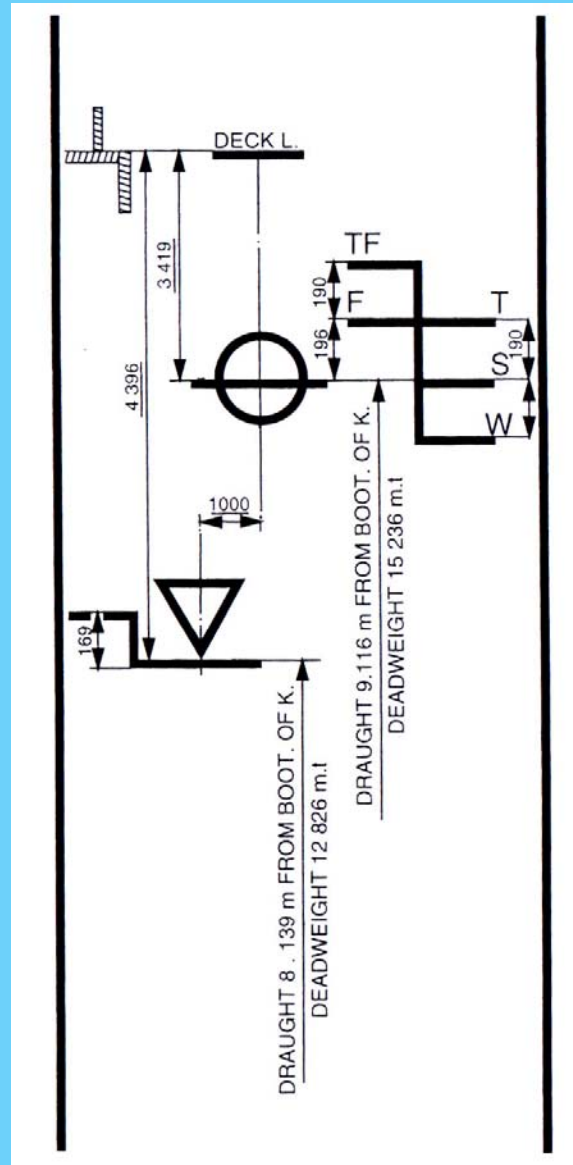 DECK L.
3 419
4 396
TF
190
F
T
196
190
S
W
1000
169
DRAUGHT 9.116 m FROM BOOT. OF K.
DEADWEIGHT 15 236 m.t
DRAUGHT 8 . 139 m FROM BOOT. OF K.
DEADWEIGHT 12 826 m.t